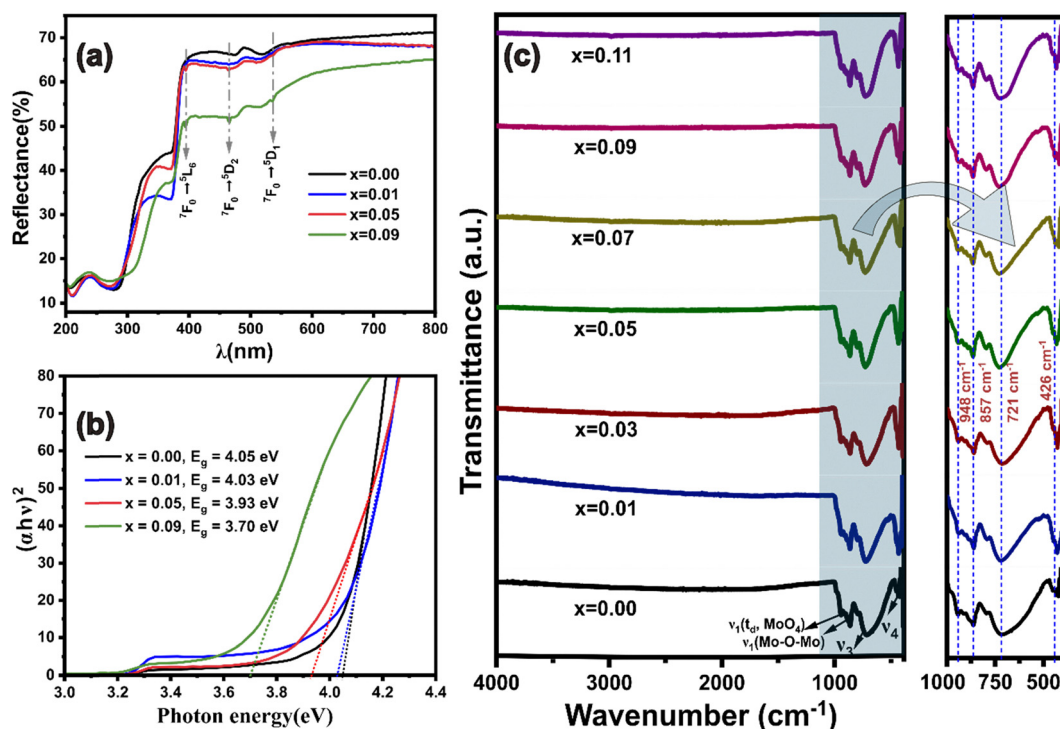 (a)
Reflectance(%)
70
60
50
40
30
20
10
⁷F₀→⁵L₆
⁷F₀→⁵D₂
⁷F₀→⁵D₁
x=0.00
x=0.01
x=0.05
x=0.09
200 300 400 500 600 700 800
λ(nm)
(b)
(αhν)²
80
70
60
50
40
30
20
10
0
x = 0.00, E_g = 4.05 eV
x = 0.01, E_g = 4.03 eV
x = 0.05, E_g = 3.93 eV
x = 0.09, E_g = 3.70 eV
3.0 3.2 3.4 3.6 3.8 4.0 4.2 4.4
Photon energy(eV)
(c)
Transmittance (a.u.)
x=0.11
x=0.09
x=0.07
x=0.05
x=0.03
x=0.01
x=0.00
ν₁(t_d, MoO₄)
ν₁(Mo-O-Mo)
ν₃
ν₄
4000 3000 2000 1000
948 cm⁻¹
857 cm⁻¹
721 cm⁻¹
426 cm⁻¹
1000 750 500
Wavenumber (cm⁻¹)